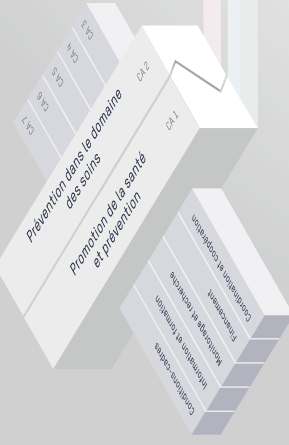 CA 3
CA 4
CA 5
CA 6
CA 7
CA 2
Prévention dans le domaine
des soins
CA 1
Promotion de la santé
et prévention
Coordination et coopération
Financement
Monitorage et recherche
Information et formation
Conditions-cadres